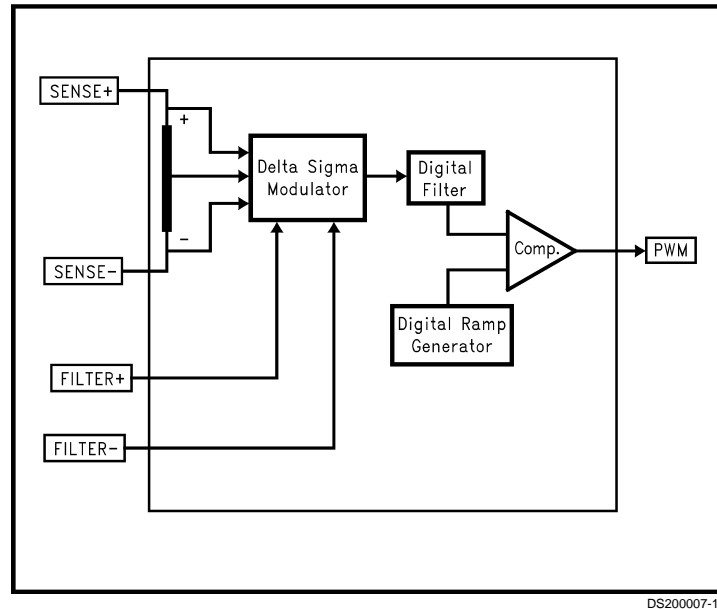 SENSE+
+
Delta Sigma
Modulator
Digital
Filter
-
Comp.
PWM
SENSE-
Digital Ramp
Generator
FILTER+
FILTER-
DS200007-1